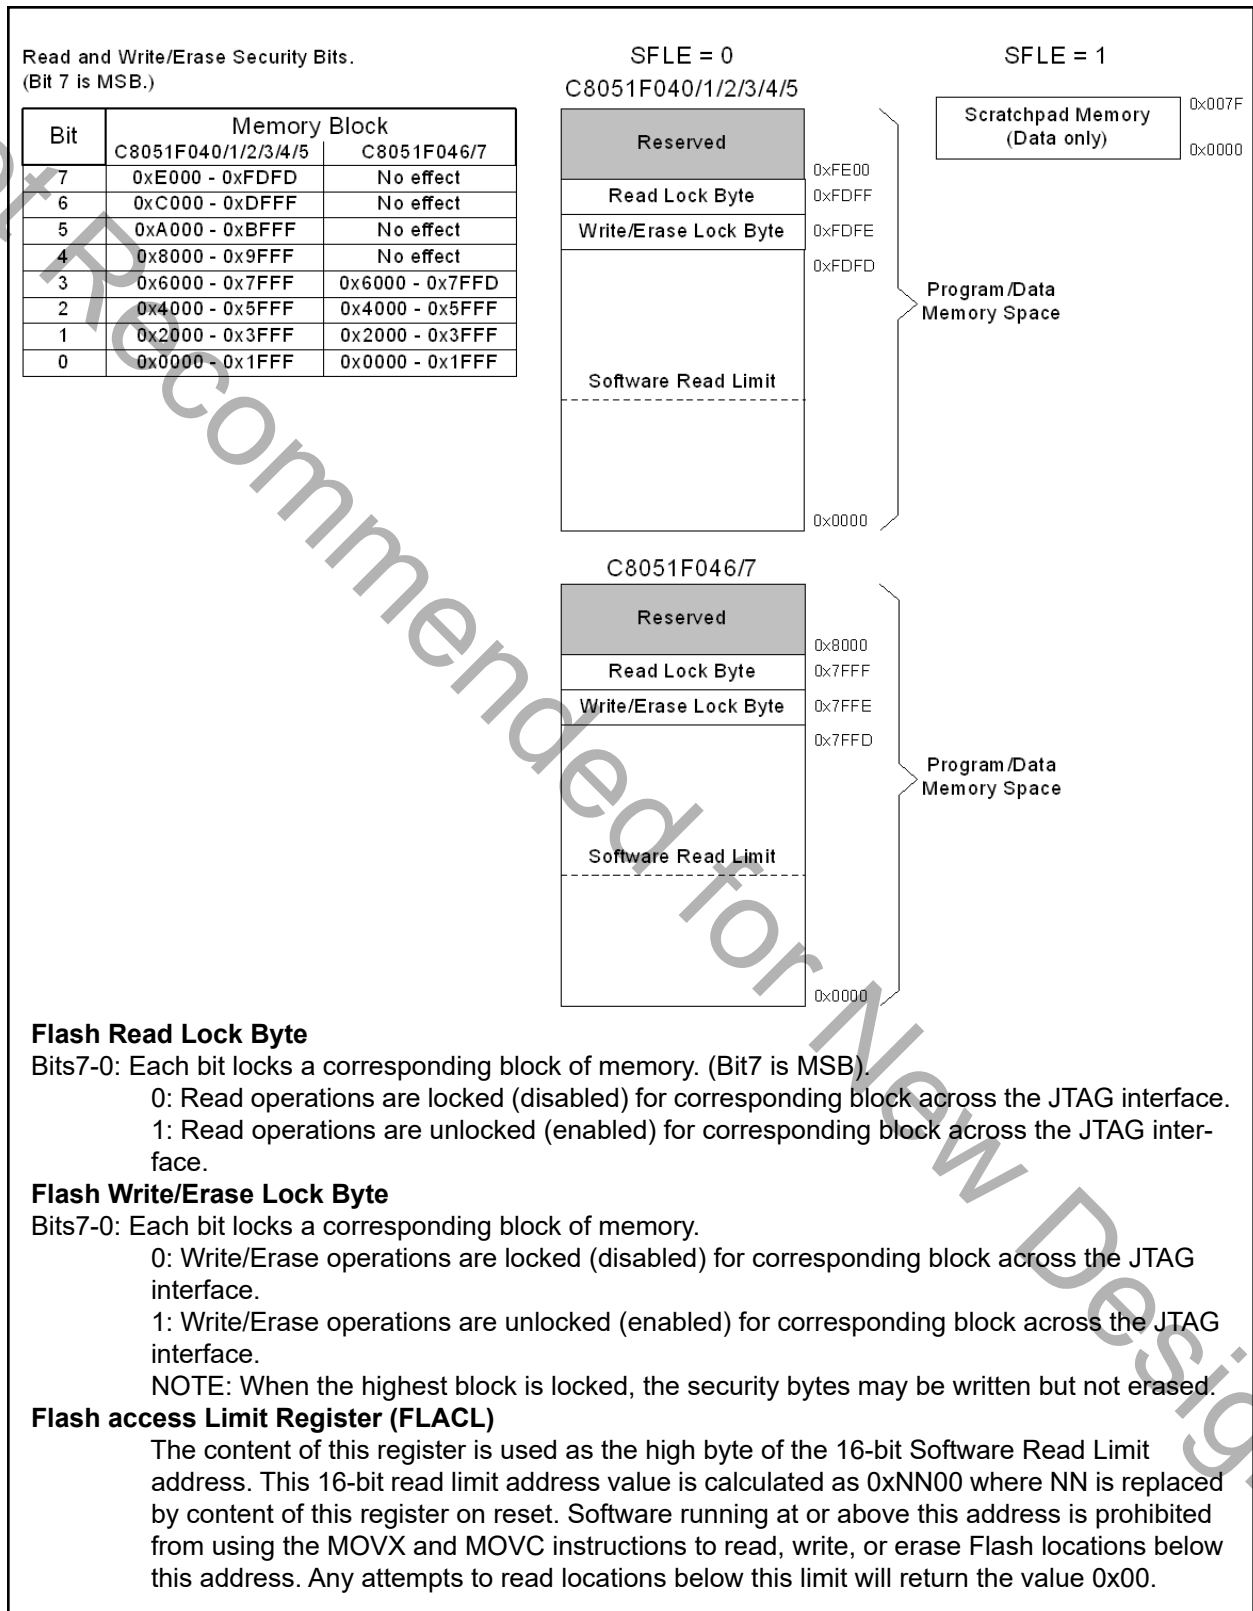 Read and Write/Erase Security Bits.
(Bit 7 is MSB.)
Bit Memory Block
C8051F040/1/2/3/4/5 C8051F046/7
7 0xE000 - 0xFDFD No effect
6 0xC000 - 0xDFFF No effect
5 0xA000 - 0xBFFF No effect
4 0x8000 - 0x9FFF No effect
3 0x6000 - 0x7FFF 0x6000 - 0x7FFD
2 0x4000 - 0x5FFF 0x4000 - 0x5FFF
1 0x2000 - 0x3FFF 0x2000 - 0x3FFF
0 0x0000 - 0x1FFF 0x0000 - 0x1FFF
SFLE = 0
C8051F040/1/2/3/4/5
Reserved
0xFE00
Read Lock Byte 0xFDFF
Write/Erase Lock Byte 0xFDFE
0xFDFD
Program/Data
Memory Space
Software Read Limit
0x0000
SFLE = 1
Scratchpad Memory
(Data only)
0x007F
0x0000
C8051F046/7
Reserved
0x8000
Read Lock Byte 0x7FFF
Write/Erase Lock Byte 0x7FFE
0x7FFD
Program/Data
Memory Space
Software Read Limit
0x0000
Flash Read Lock Byte
Bits7-0: Each bit locks a corresponding block of memory. (Bit7 is MSB).
0: Read operations are locked (disabled) for corresponding block across the JTAG interface.
1: Read operations are unlocked (enabled) for corresponding block across the JTAG inter-
face.
Flash Write/Erase Lock Byte
Bits7-0: Each bit locks a corresponding block of memory.
0: Write/Erase operations are locked (disabled) for corresponding block across the JTAG
interface.
1: Write/Erase operations are unlocked (enabled) for corresponding block across the JTAG
interface.
NOTE: When the highest block is locked, the security bytes may be written but not erased.
Flash access Limit Register (FLACL)
The content of this register is used as the high byte of the 16-bit Software Read Limit
address. This 16-bit read limit address value is calculated as 0xNN00 where NN is replaced
by content of this register on reset. Software running at or above this address is prohibited
from using the MOVX and MOVC instructions to read, write, or erase Flash locations below
this address. Any attempts to read locations below this limit will return the value 0x00.
Recommended for New Desig